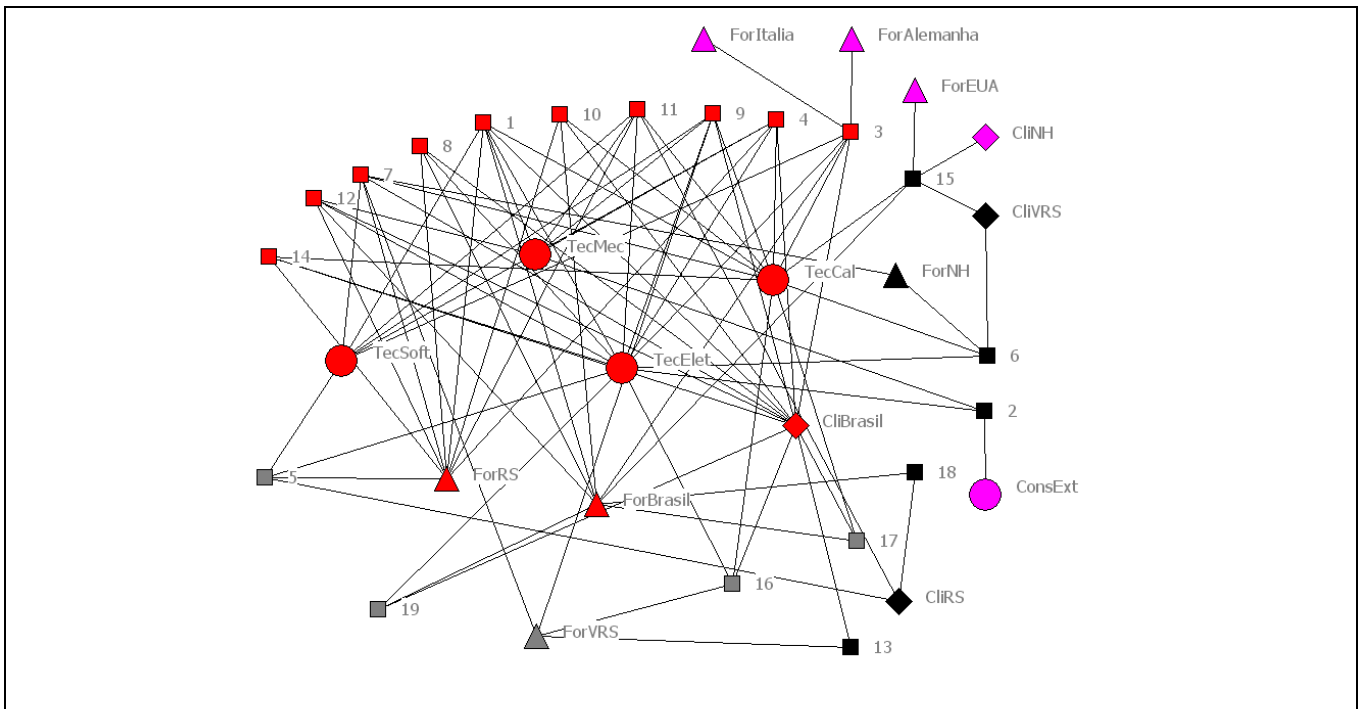 ForItalia
ForAlemanha
ForEUA
10
11
9
4
1
3
CliNH
8
7
15
12
CliVRS
TecMec
14
TecCal
ForNH
TecSoft
TecElet
6
2
CliBrasil
18
5
ForRS
ConsExt
ForBrasil
17
16
CliRS
19
ForVRS
13